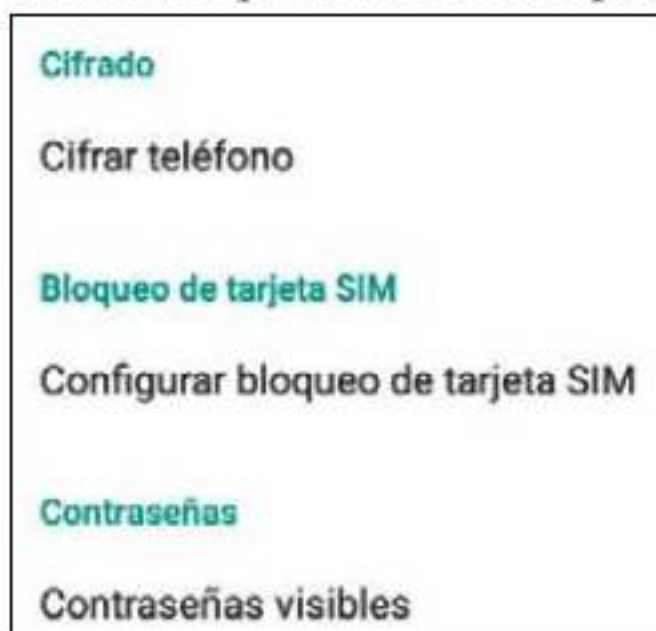 Cifrado
Cifrar teléfono
Bloqueo de tarjeta SIM
Configurar bloqueo de tarjeta SIM
Contraseñas
Contraseñas visibles